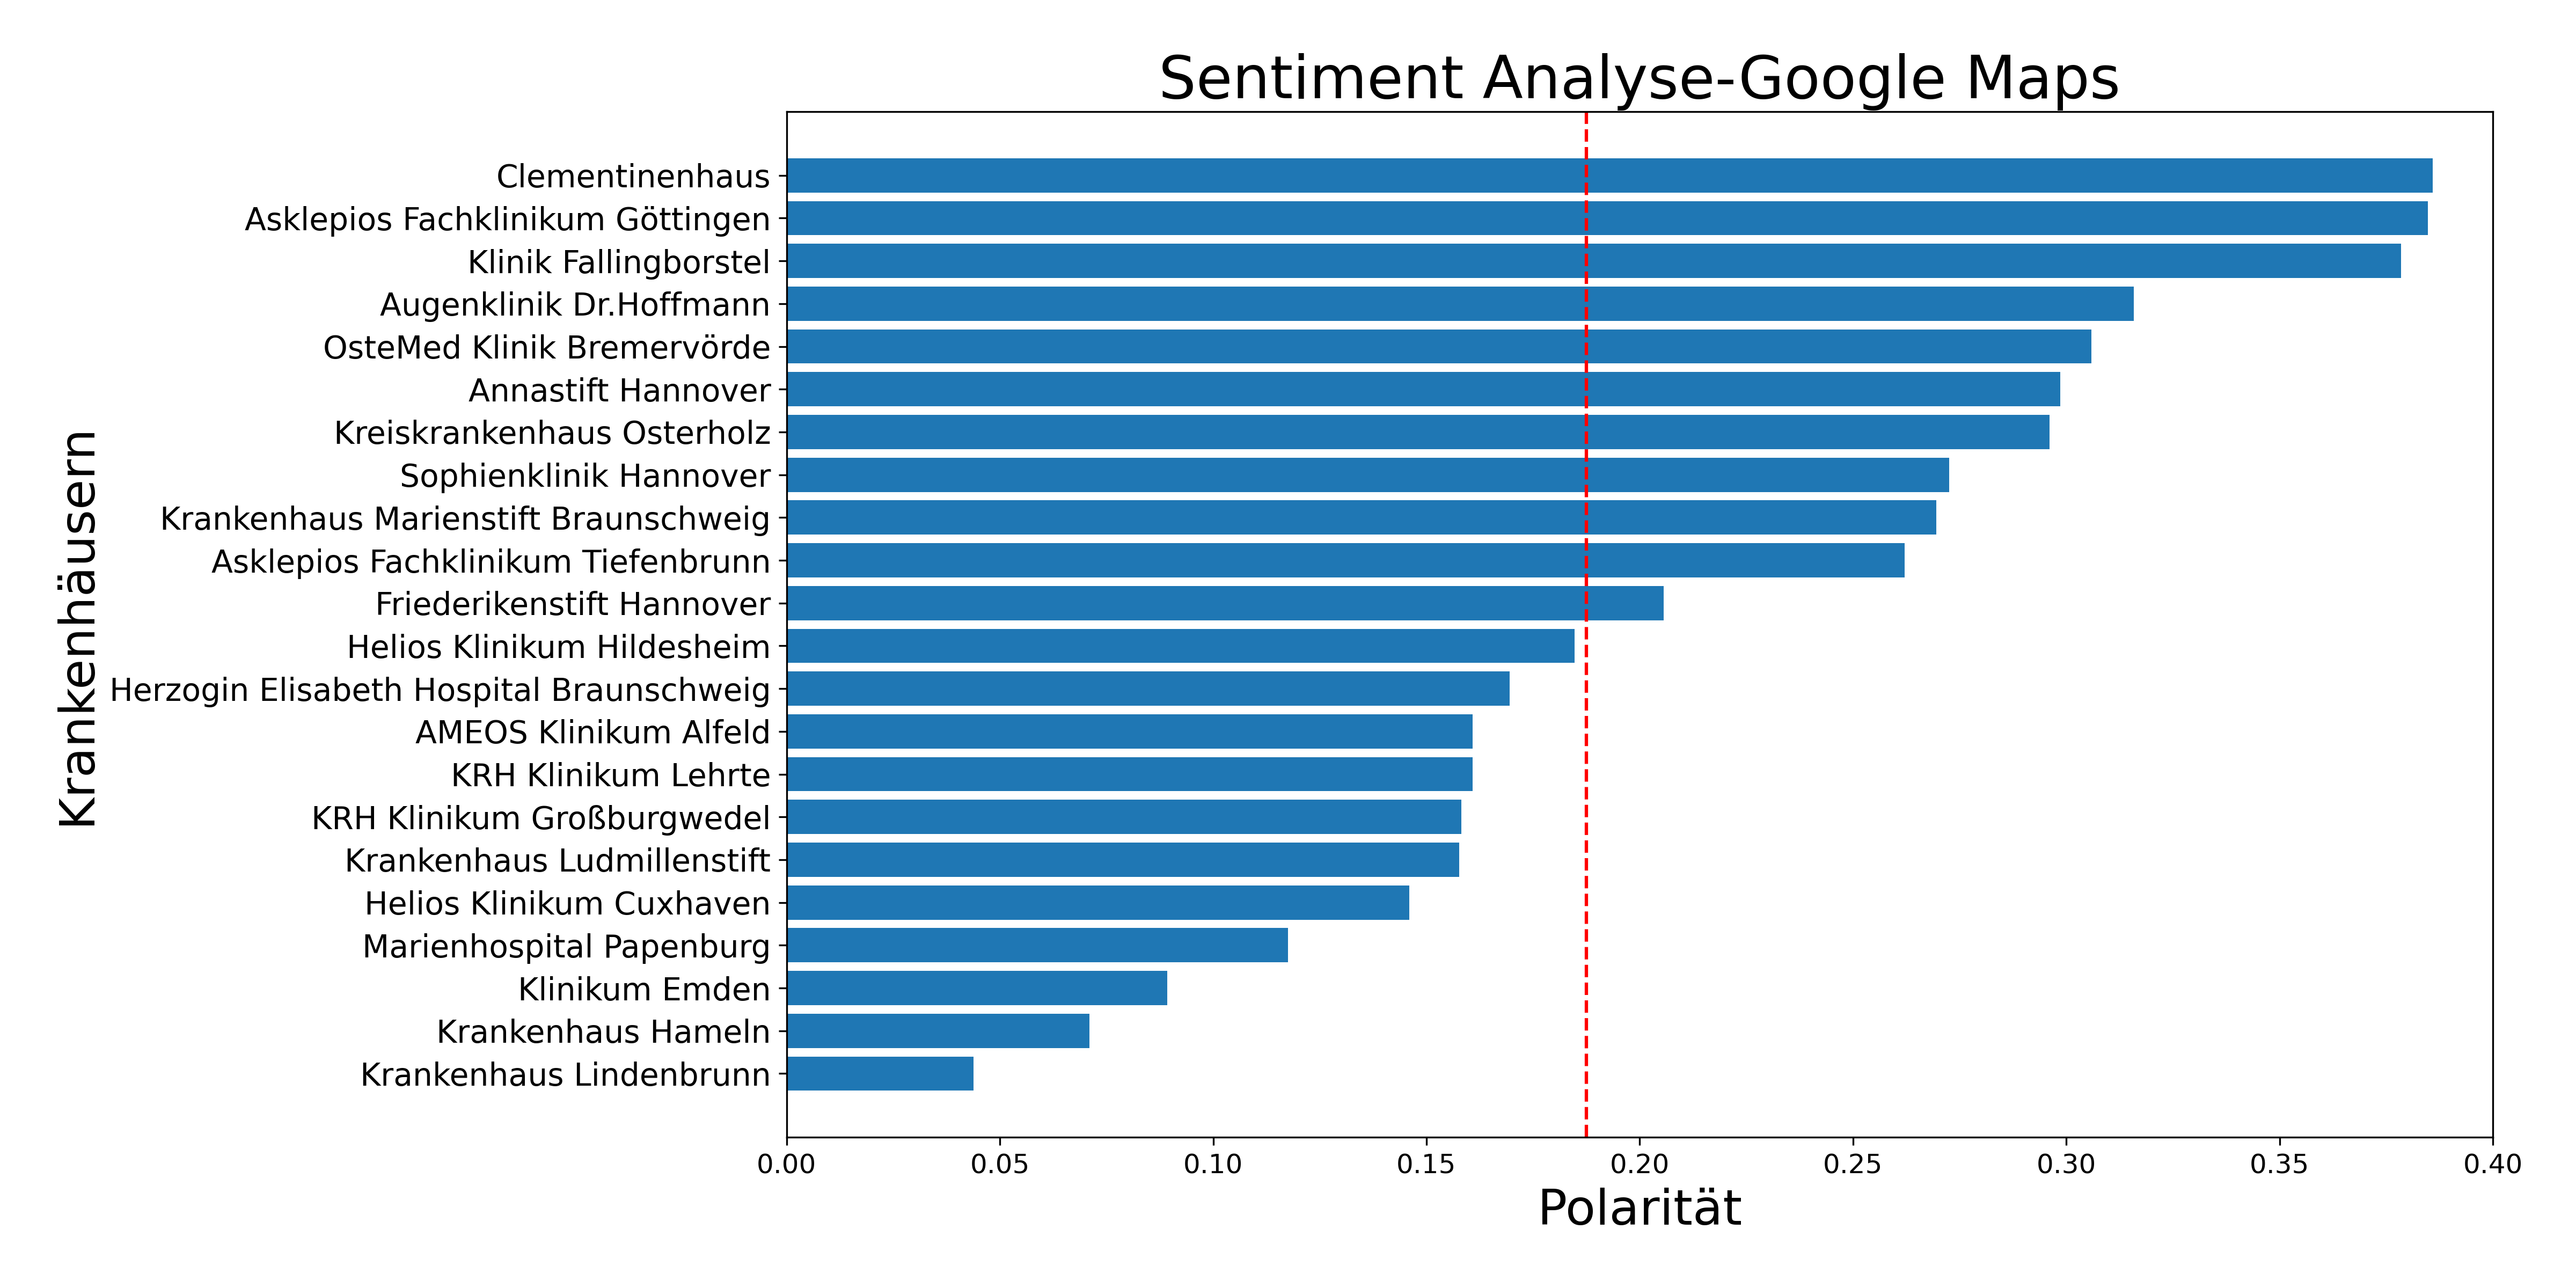 Sentiment Analyse-Google Maps
Krankenhäusern
Clementinenhaus
Asklepios Fachklinikum Göttingen
Klinik Fallingborstel
Augenklinik Dr.Hoffmann
OsteMed Klinik Bremervörde
Annastift Hannover
Kreiskrankenhaus Osterholz
Sophienklinik Hannover
Krankenhaus Marienstift Braunschweig
Asklepios Fachklinikum Tiefenbrunn
Friederikenstift Hannover
Helios Klinikum Hildesheim
Herzogin Elisabeth Hospital Braunschweig
AMEOS Klinikum Alfeld
KRH Klinikum Lehrte
KRH Klinikum Großburgwedel
Krankenhaus Ludmillenstift
Helios Klinikum Cuxhaven
Marienhospital Papenburg
Klinikum Emden
Krankenhaus Hameln
Krankenhaus Lindenbrunn
0.00 0.05 0.10 0.15 0.20 0.25 0.30 0.35 0.40
Polarität